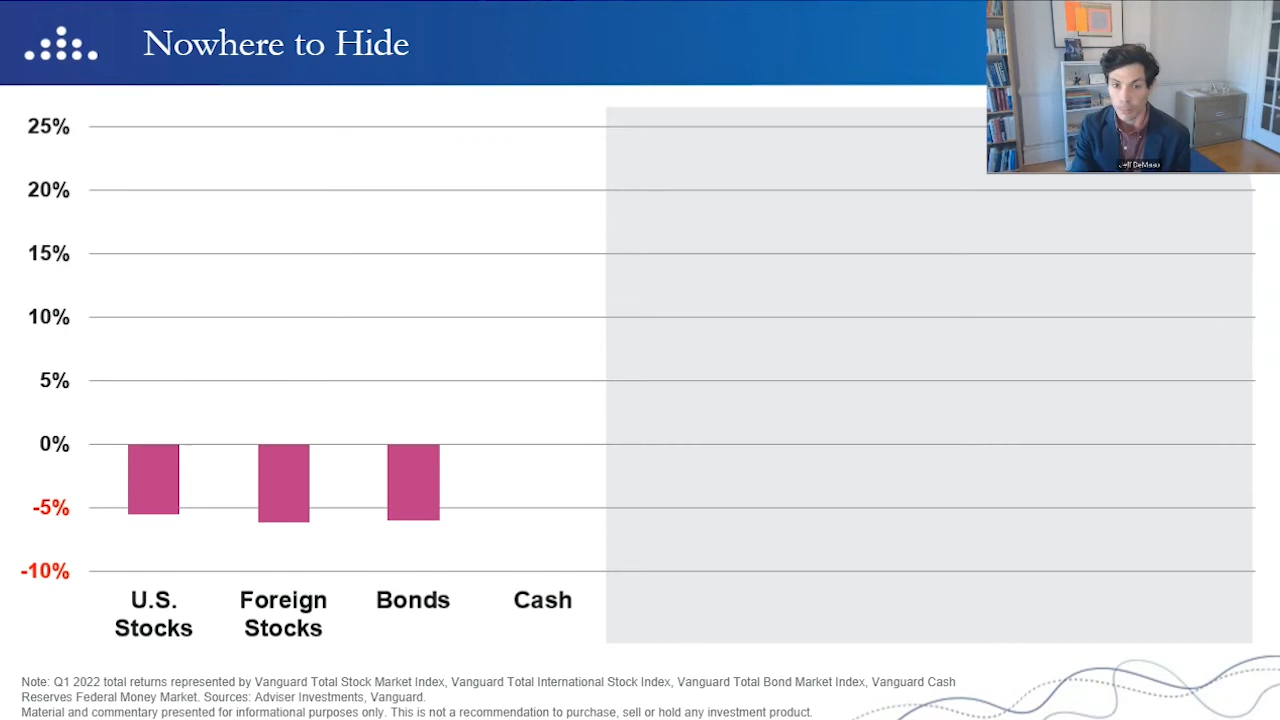 Nowhere to Hide
25%
20%
15%
10%
5%
0%
-5%
-10%
U.S.
Stocks
Foreign
Stocks
Bonds
Cash
Jeff DeMaso
Note: Q1 2022 total returns represented by Vanguard Total Stock Market Index, Vanguard Total International Stock Index, Vanguard Total Bond Market Index, Vanguard Cash
Reserves Federal Money Market. Sources: Adviser Investments, Vanguard.
Material and commentary presented for informational purposes only. This is not a recommendation to purchase, sell or hold any investment product.